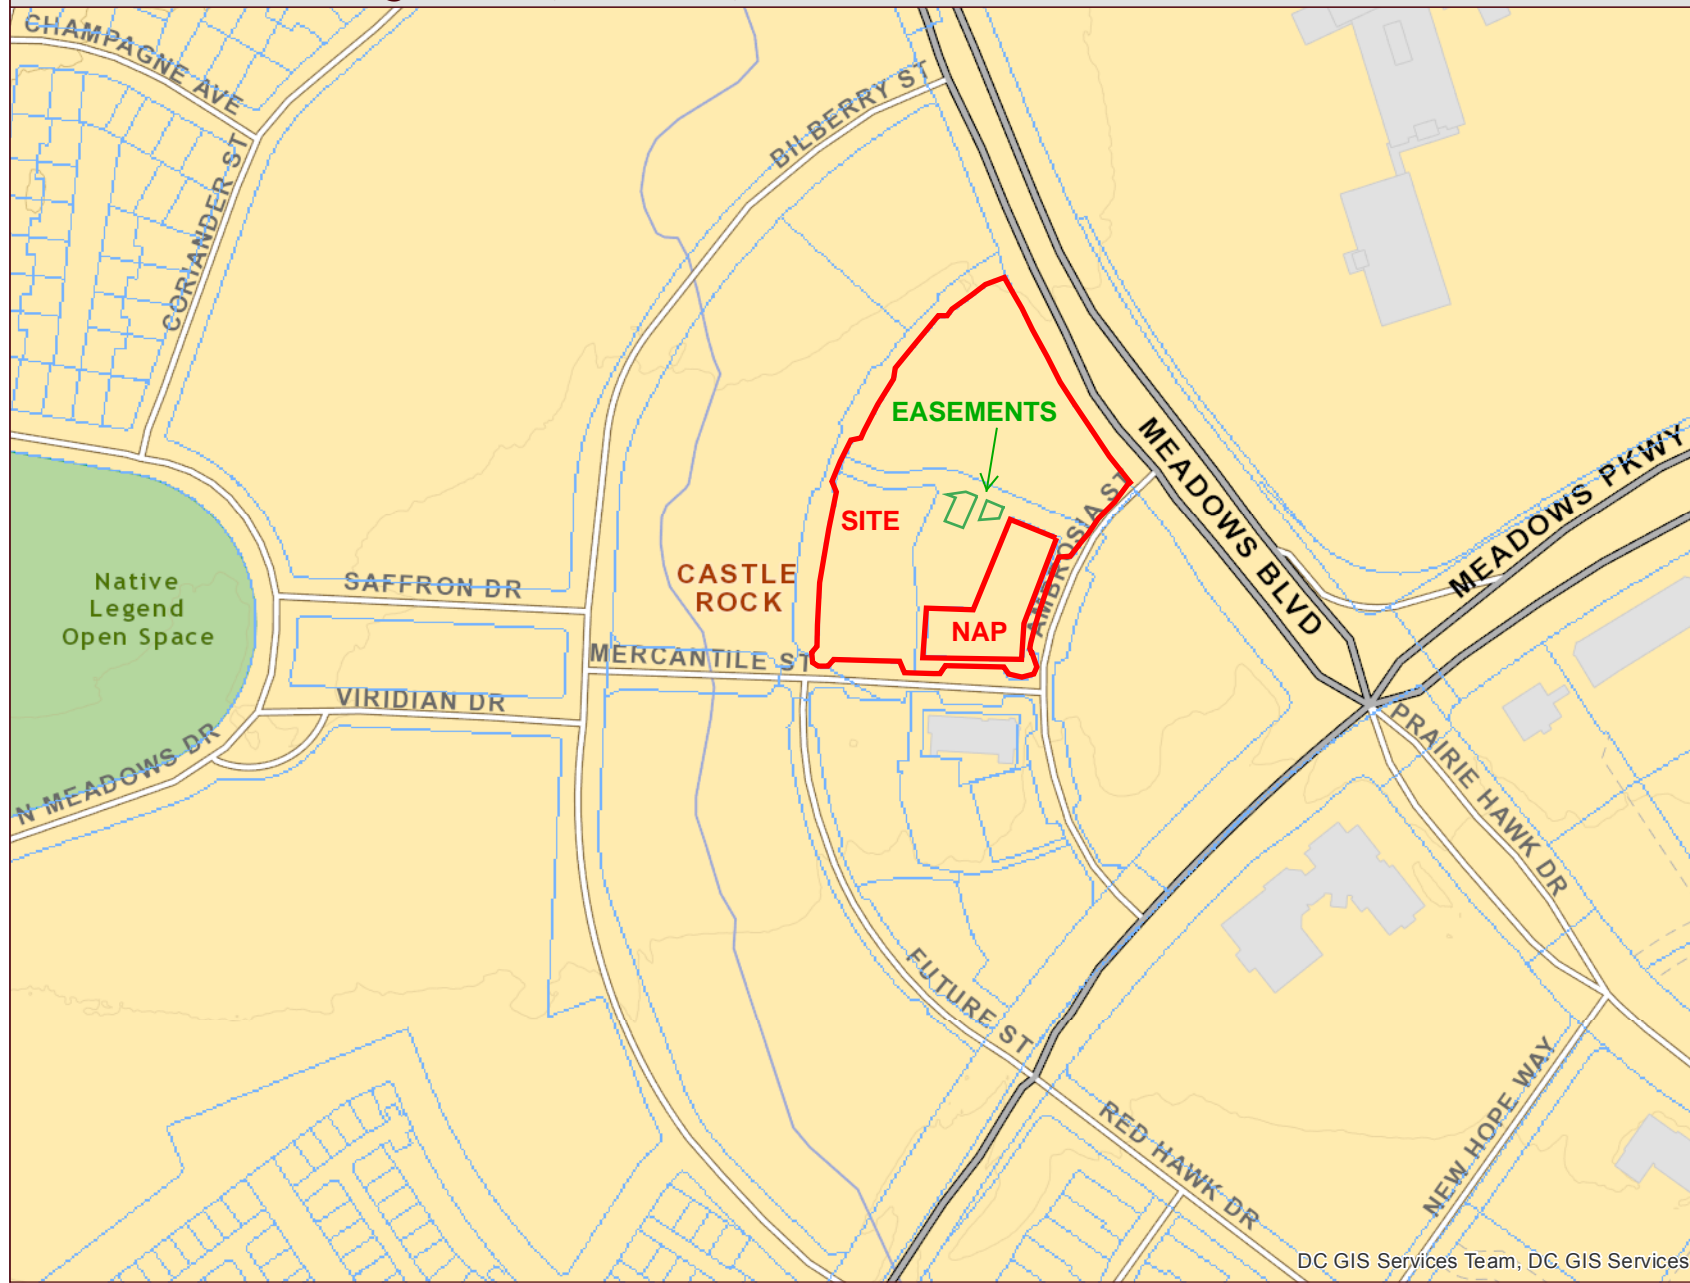 CHAMPAGNE AVE
BILBERRY ST
CORIANDER ST
EASEMENTS
MEADOWS BLVD
MEADOWS PKWY
SITE
AMBROSIA ST
CASTLE
ROCK
Native
Legend
Open Space
SAFFRON DR
NAP
MERCANTILE ST
VIRIDIAN DR
N MEADOWS DR
PRAIRIE HAWK DR
FUTURE ST
RED HAWK DR
NEW HOPE WAY
DC GIS Services Team, DC GIS Services